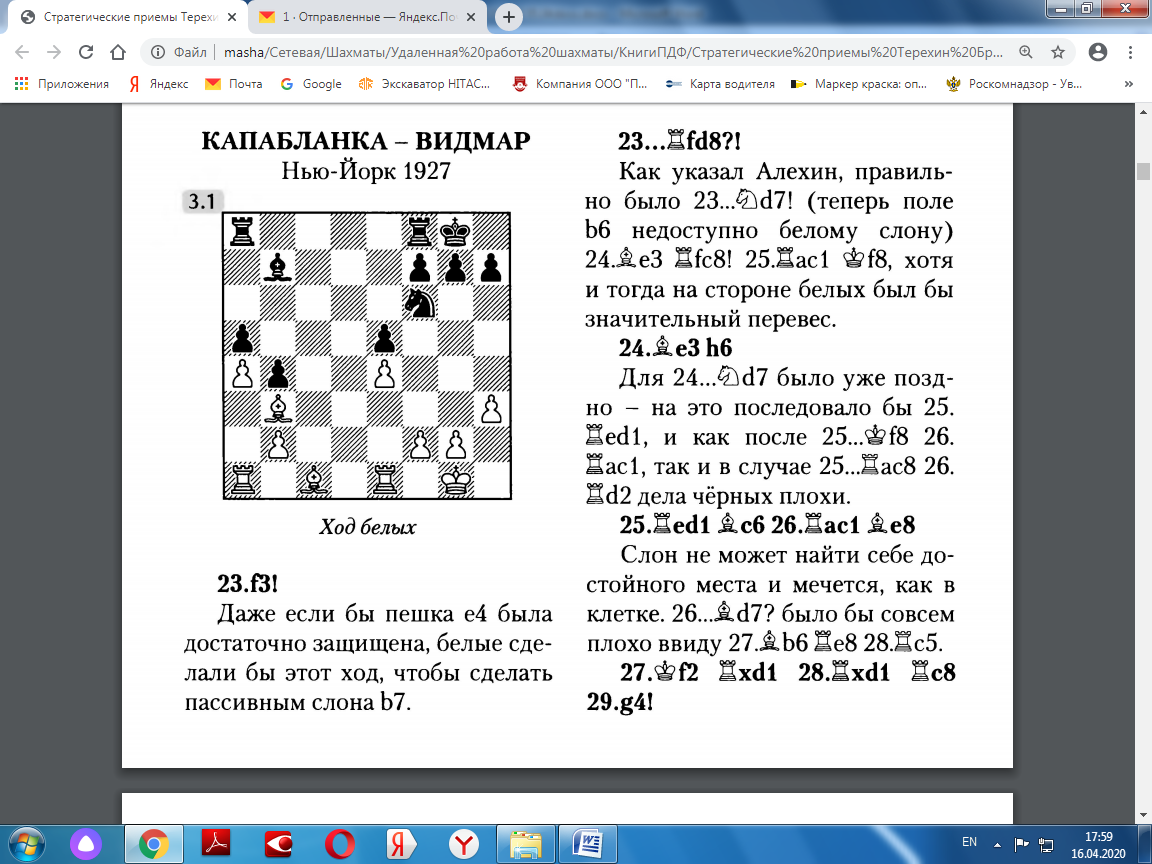 Стратегические приемы Терехи
1 · Отправленные — Яндекс.По
Файл
masha/Сетевая/Шахматы/Удаленная%20работа%20шахматы/КнигиПДФ/Стратегические%20приемы%20Терехин%20Бр...
Приложения
Яндекс
Почта
Google
Экскаватор HITAC...
Компания ООО "П...
Карта водителя
Маркер краска: оп...
Роскомнадзор - Ув...
»
КАПАБЛАНКА – ВИДМАР
Нью-Йорк 1927
3.1
Ход белых
23.f3!
Даже если бы пешка e4 была
достаточно защищена, белые сде-
лали бы этот ход, чтобы сделать
пассивным слона b7.
23...♖fd8?!
Как указал Алехин, правиль-
но было 23...♘d7! (теперь поле
b6 недоступно белому слону)
24.♗e3 ♖fc8! 25.♖ac1 ♔f8, хотя
и тогда на стороне белых был бы
значительный перевес.
24.♗e3 h6
Для 24...♘d7 было уже позд-
но – на это последовало бы 25.
♖ed1, и как после 25...♔f8 26.
♖ac1, так и в случае 25...♖ac8 26.
♖d2 дела чёрных плохи.
25.♖ed1 ♗c6 26.♖ac1 ♗e8
Слон не может найти себе до-
стойного места и мечется, как в
клетке. 26...♗d7? было бы совсем
плохо ввиду 27.♗b6 ♖e8 28.♖c5.
27.♔f2 ♖xd1 28.♖xd1 ♖c8
29.g4!
EN
17:59
16.04.2020